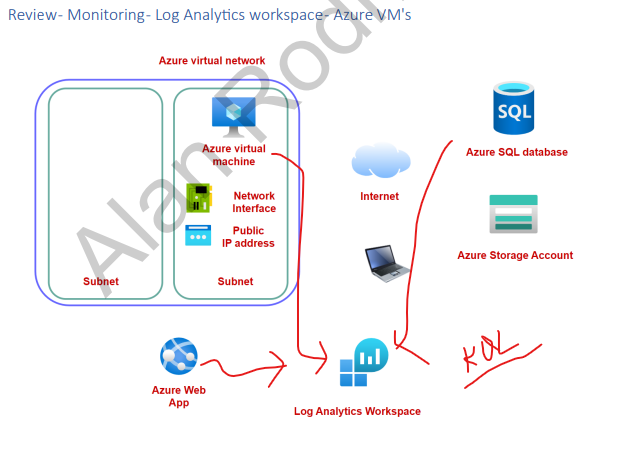 Review- Monitoring- Log Analytics workspace- Azure VM's
Azure virtual network
SQL
Azure virtual
machine
Azure SQL database
Network
Interface
Internet
Public
IP address
Azure Storage Account
Subnet
Subnet
KQL
Azure Web
App
Log Analytics Workspace